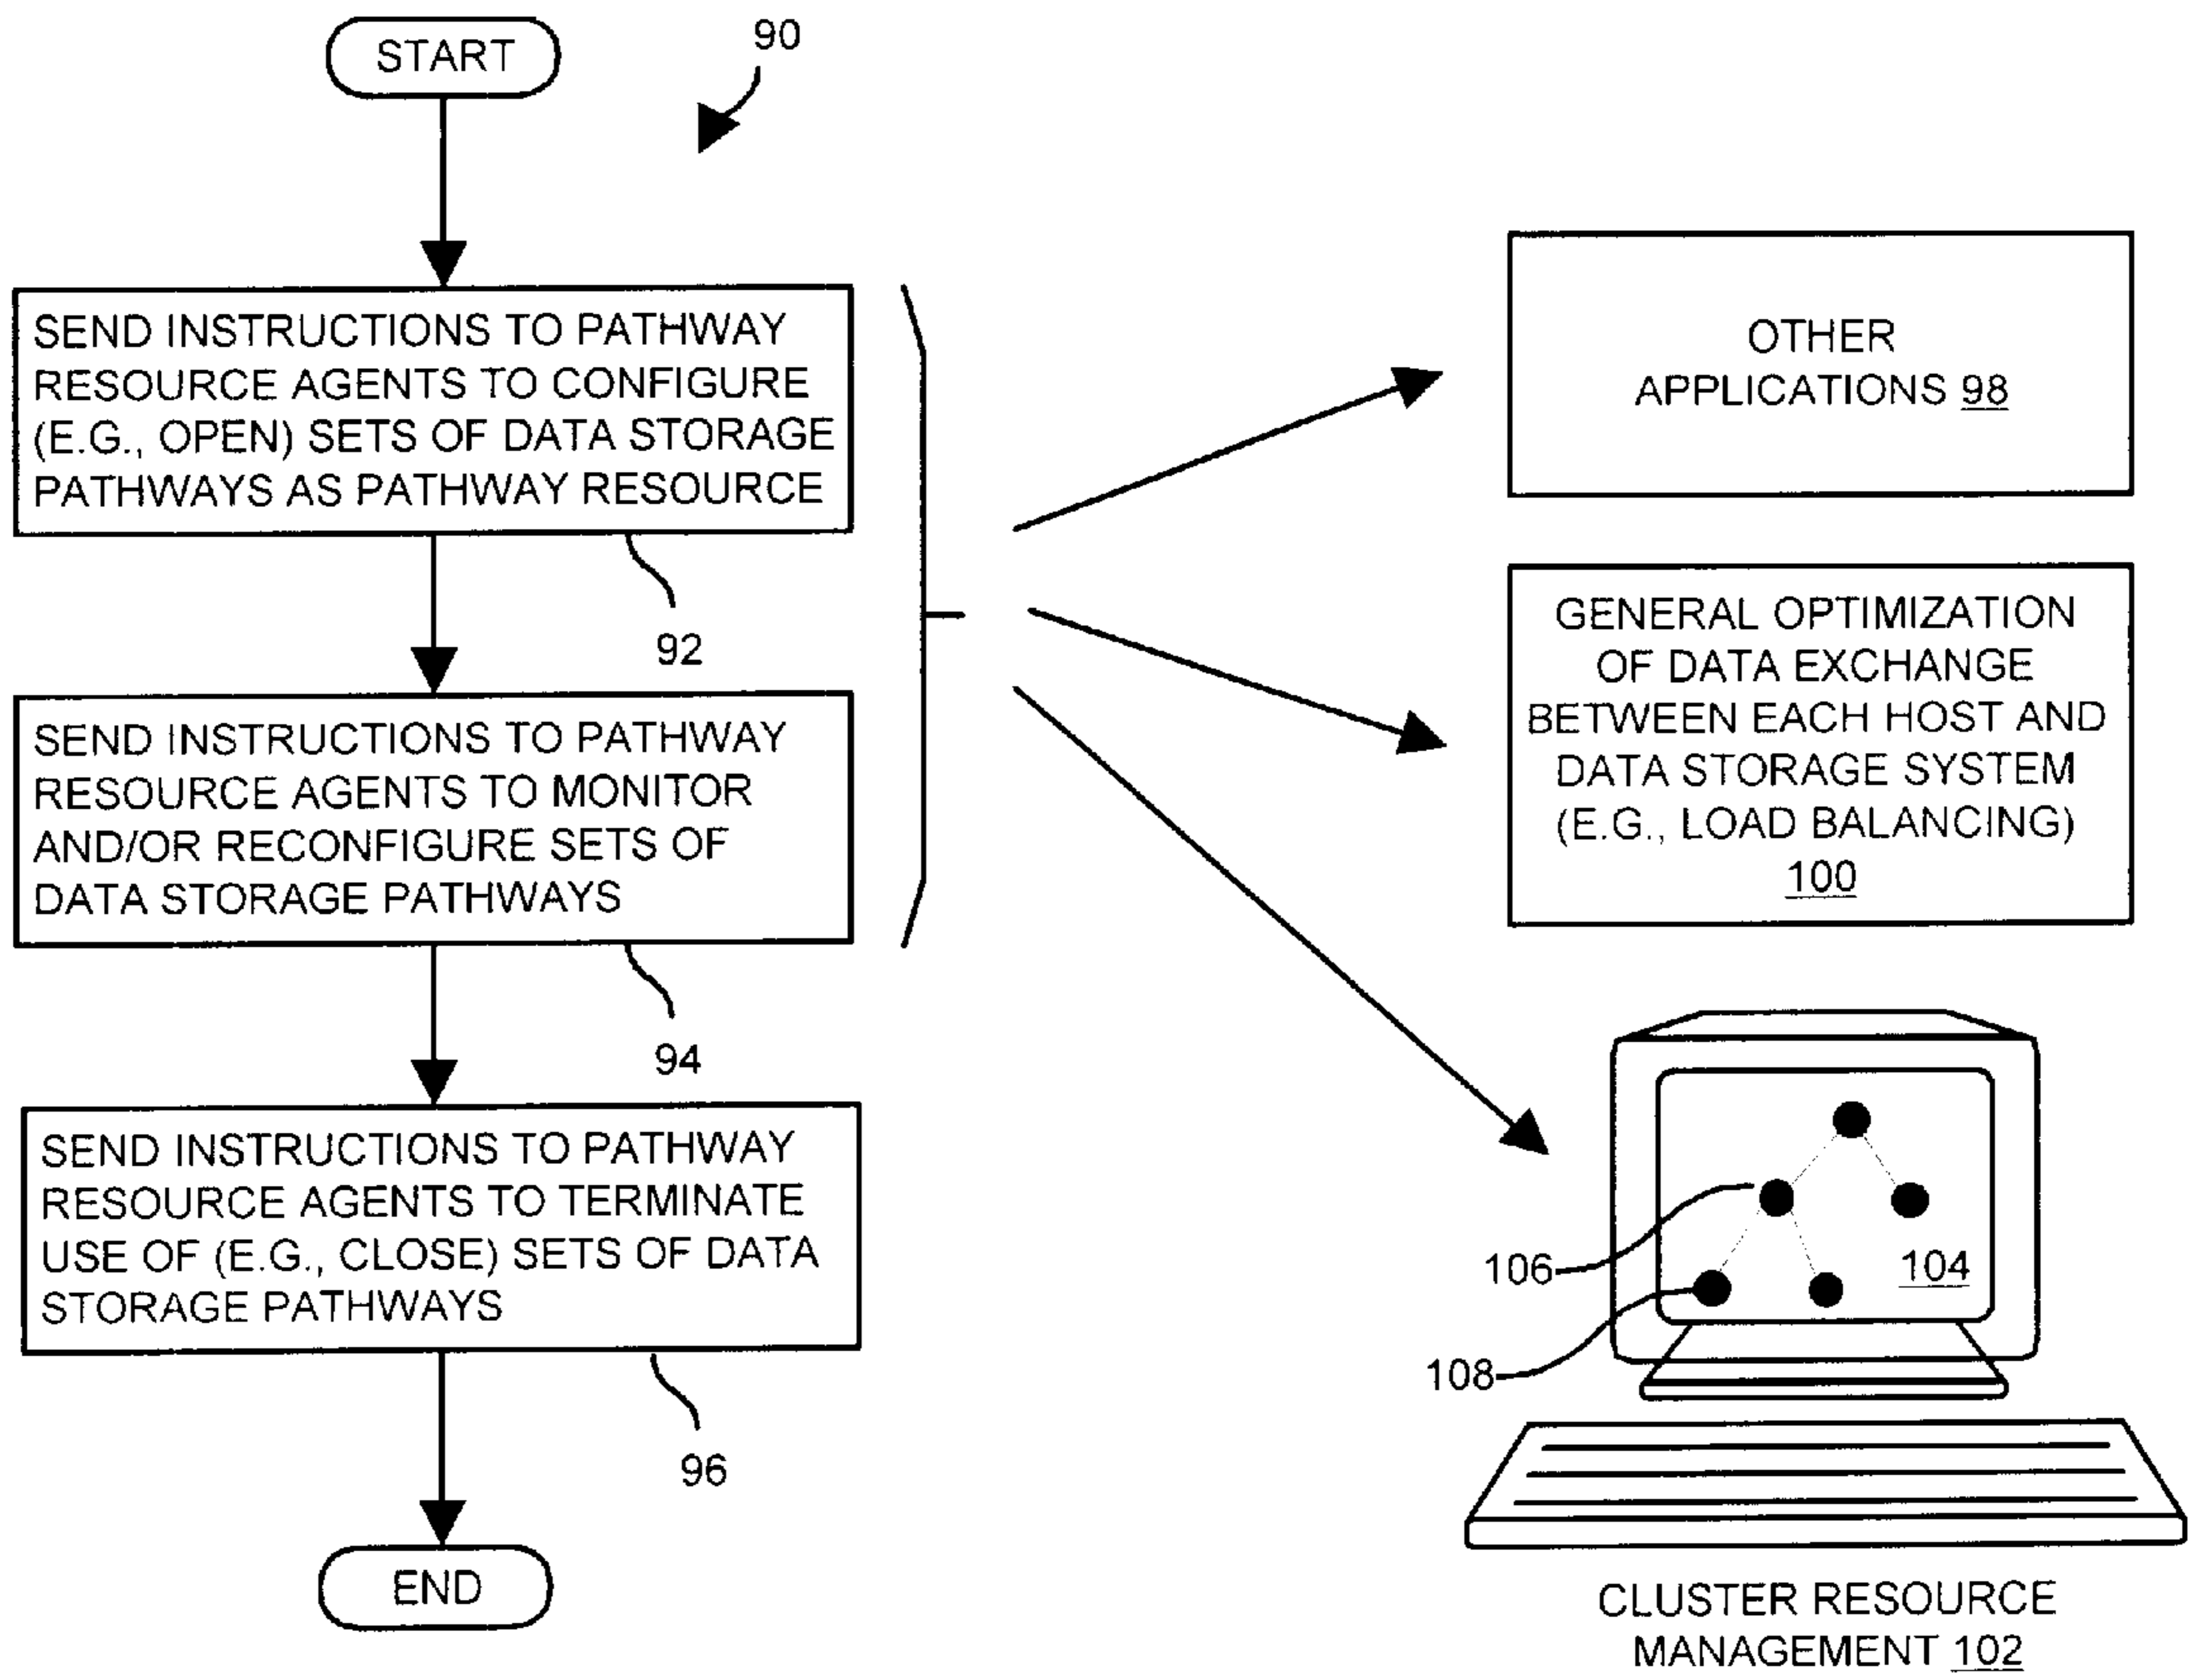 START
90
SEND INSTRUCTIONS TO PATHWAY
RESOURCE AGENTS TO CONFIGURE
(E.G., OPEN) SETS OF DATA STORAGE
PATHWAYS AS PATHWAY RESOURCE
92
SEND INSTRUCTIONS TO PATHWAY
RESOURCE AGENTS TO MONITOR
AND/OR RECONFIGURE SETS OF
DATA STORAGE PATHWAYS
94
SEND INSTRUCTIONS TO PATHWAY
RESOURCE AGENTS TO TERMINATE
USE OF (E.G., CLOSE) SETS OF DATA
STORAGE PATHWAYS
96
END
OTHER
APPLICATIONS 98
GENERAL OPTIMIZATION
OF DATA EXCHANGE
BETWEEN EACH HOST AND
DATA STORAGE SYSTEM
(E.G., LOAD BALANCING)
100
106
104
108
CLUSTER RESOURCE
MANAGEMENT 102